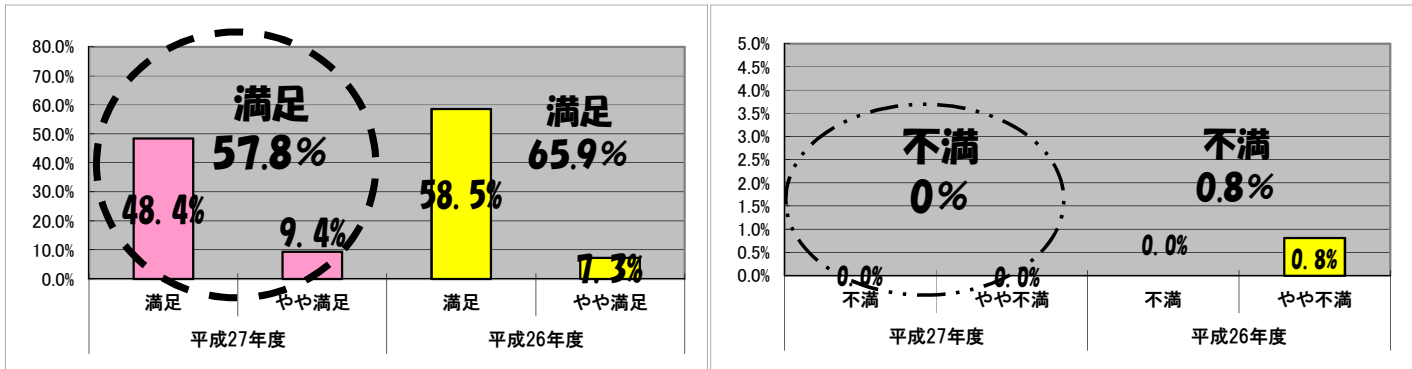 80.0%
70.0%
60.0%
50.0%
40.0%
30.0%
20.0%
10.0%
0.0%
満足
57.8%
満足
65.9%
48.4%
9.4%
58.5%
7.3%
満足
やや満足
満足
やや満足
平成27年度
平成26年度
5.0%
4.5%
4.0%
3.5%
3.0%
2.5%
2.0%
1.5%
1.0%
0.5%
0.0%
不満
0%
不満
0.8%
0.0%
0.0%
0.0%
0.8%
不満
やや不満
不満
やや不満
平成27年度
平成26年度